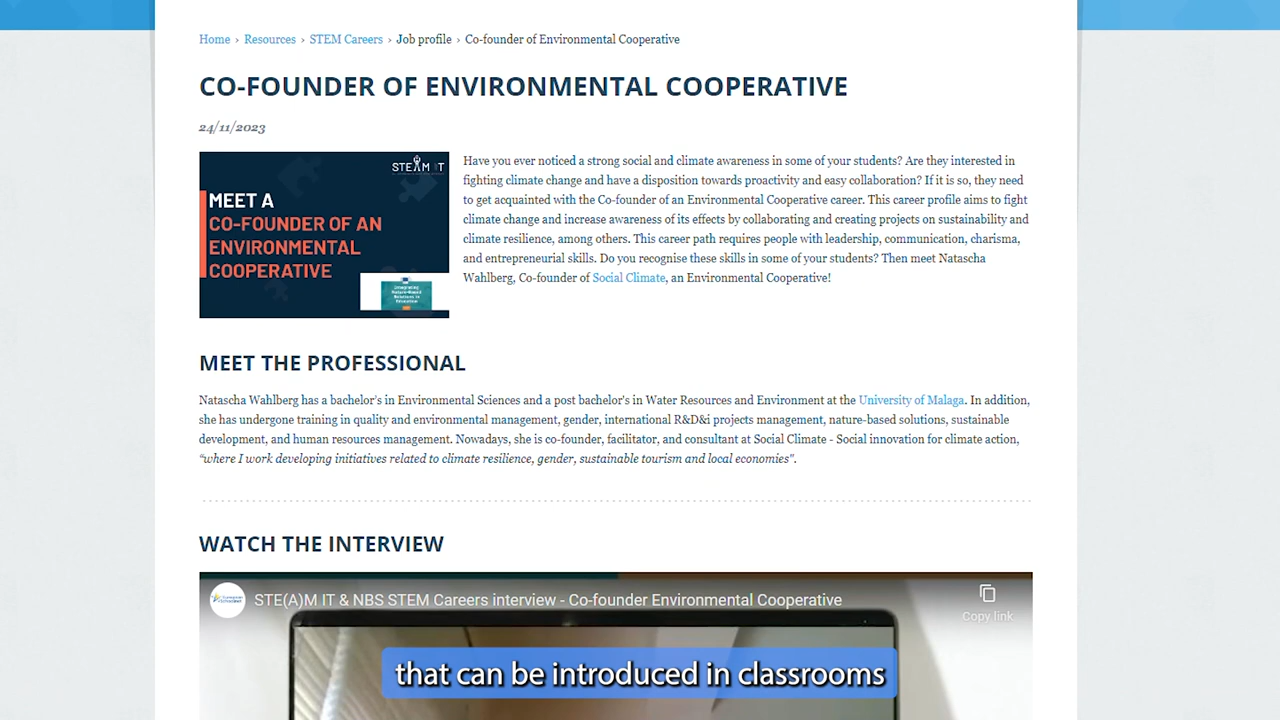 Home › Resources › STEM Careers › Job profile › Co-founder of Environmental Cooperative
CO-FOUNDER OF ENVIRONMENTAL COOPERATIVE
24/11/2023
STEAM IT
MEET A
CO-FOUNDER OF AN
ENVIRONMENTAL
COOPERATIVE
Integrating
Nature-Based
Solutions in
Education
Have you ever noticed a strong social and climate awareness in some of your students? Are they interested in
fighting climate change and have a disposition towards proactivity and easy collaboration? If it is so, they need
to get acquainted with the Co-founder of an Environmental Cooperative career. This career profile aims to fight
climate change and increase awareness of its effects by collaborating and creating projects on sustainability and
climate resilience, among others. This career path requires people with leadership, communication, charisma,
and entrepreneurial skills. Do you recognise these skills in some of your students? Then meet Natascha
Wahlberg, Co-founder of Social Climate, an Environmental Cooperative!
MEET THE PROFESSIONAL
Natascha Wahlberg has a bachelor's in Environmental Sciences and a post bachelor's in Water Resources and Environment at the University of Malaga. In addition,
she has undergone training in quality and environmental management, gender, international R&D&i projects management, nature-based solutions, sustainable
development, and human resources management. Nowadays, she is co-founder, facilitator, and consultant at Social Climate - Social innovation for climate action,
“where I work developing initiatives related to climate resilience, gender, sustainable tourism and local economies”.
WATCH THE INTERVIEW
STE(A)M IT & NBS STEM Careers interview - Co-founder Environmental Cooperative
Copy link
that can be introduced in classrooms